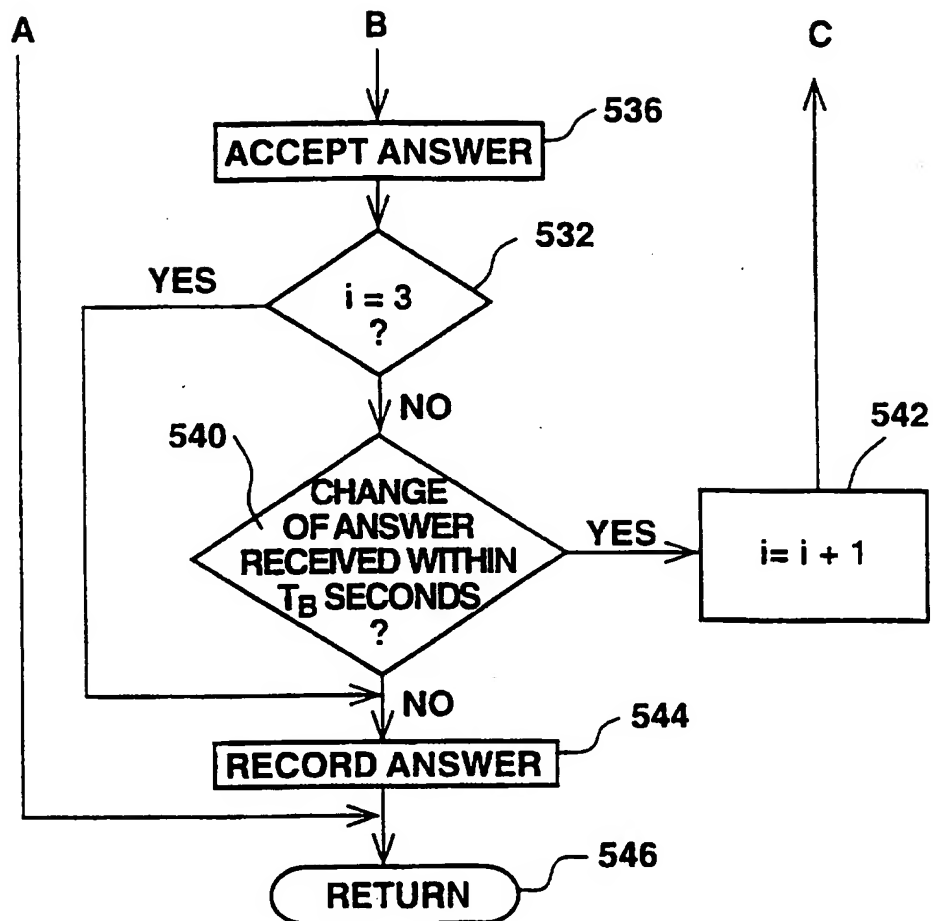 A
B
C
536
ACCEPT ANSWER
532
YES
i = 3
?
NO
542
540
CHANGE
OF ANSWER
RECEIVED WITHIN
TB SECONDS
?
YES
i= i + 1
NO
544
RECORD ANSWER
546
RETURN